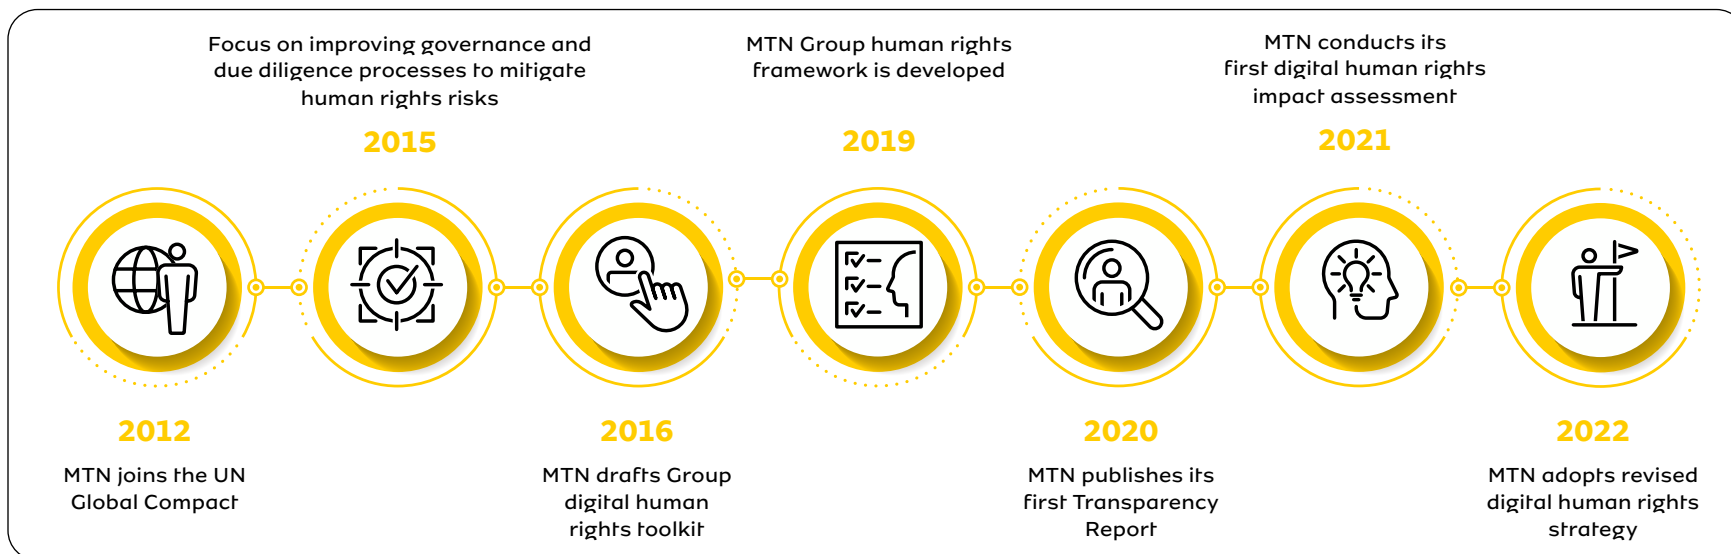 Focus on improving governance and
due diligence processes to mitigate
human rights risks
2015
MTN Group human rights
framework is developed
2019
MTN conducts its
first digital human rights
impact assessment
2021
2012
MTN joins the UN
Global Compact
2016
MTN drafts Group
digital human
rights toolkit
2020
MTN publishes its
first Transparency
Report
2022
MTN adopts revised
digital human rights
strategy